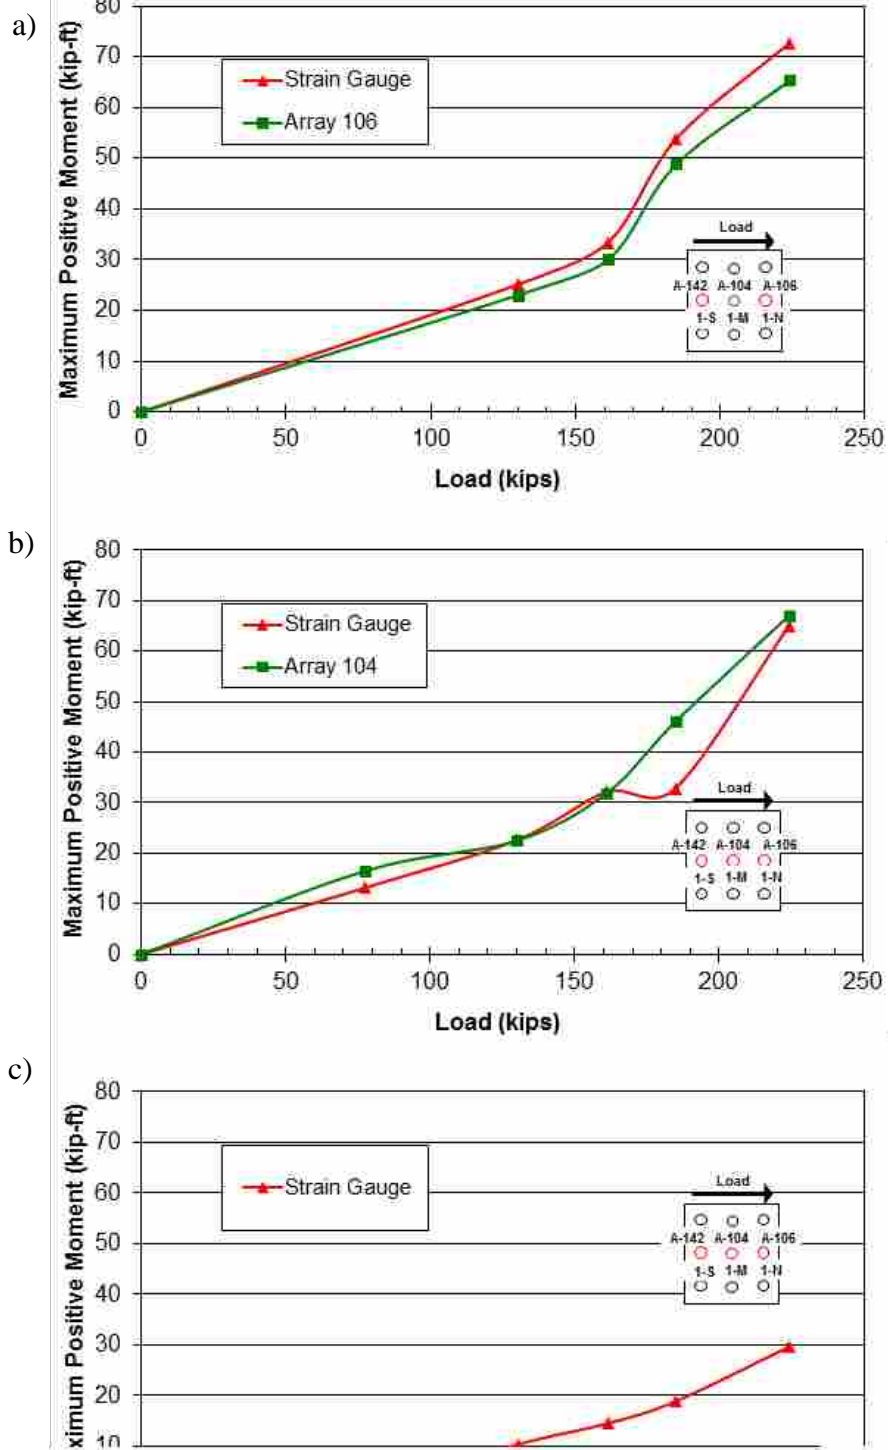 a)
80
70
60
50
40
30
20
10
0
Maximum Positive Moment (kip-ft)
Strain Gauge
Array 106
Load
A-142 A-104 A-106
1-S 1-M 1-N
0 50 100 150 200 250
Load (kips)
b)
80
70
60
50
40
30
20
10
0
Maximum Positive Moment (kip-ft)
Strain Gauge
Array 104
Load
A-142 A-104 A-106
1-S 1-M 1-N
0 50 100 150 200 250
Load (kips)
c)
80
70
60
50
40
30
20
10
ximum Positive Moment (kip-ft)
Strain Gauge
Load
A-142 A-104 A-106
1-S 1-M 1-N